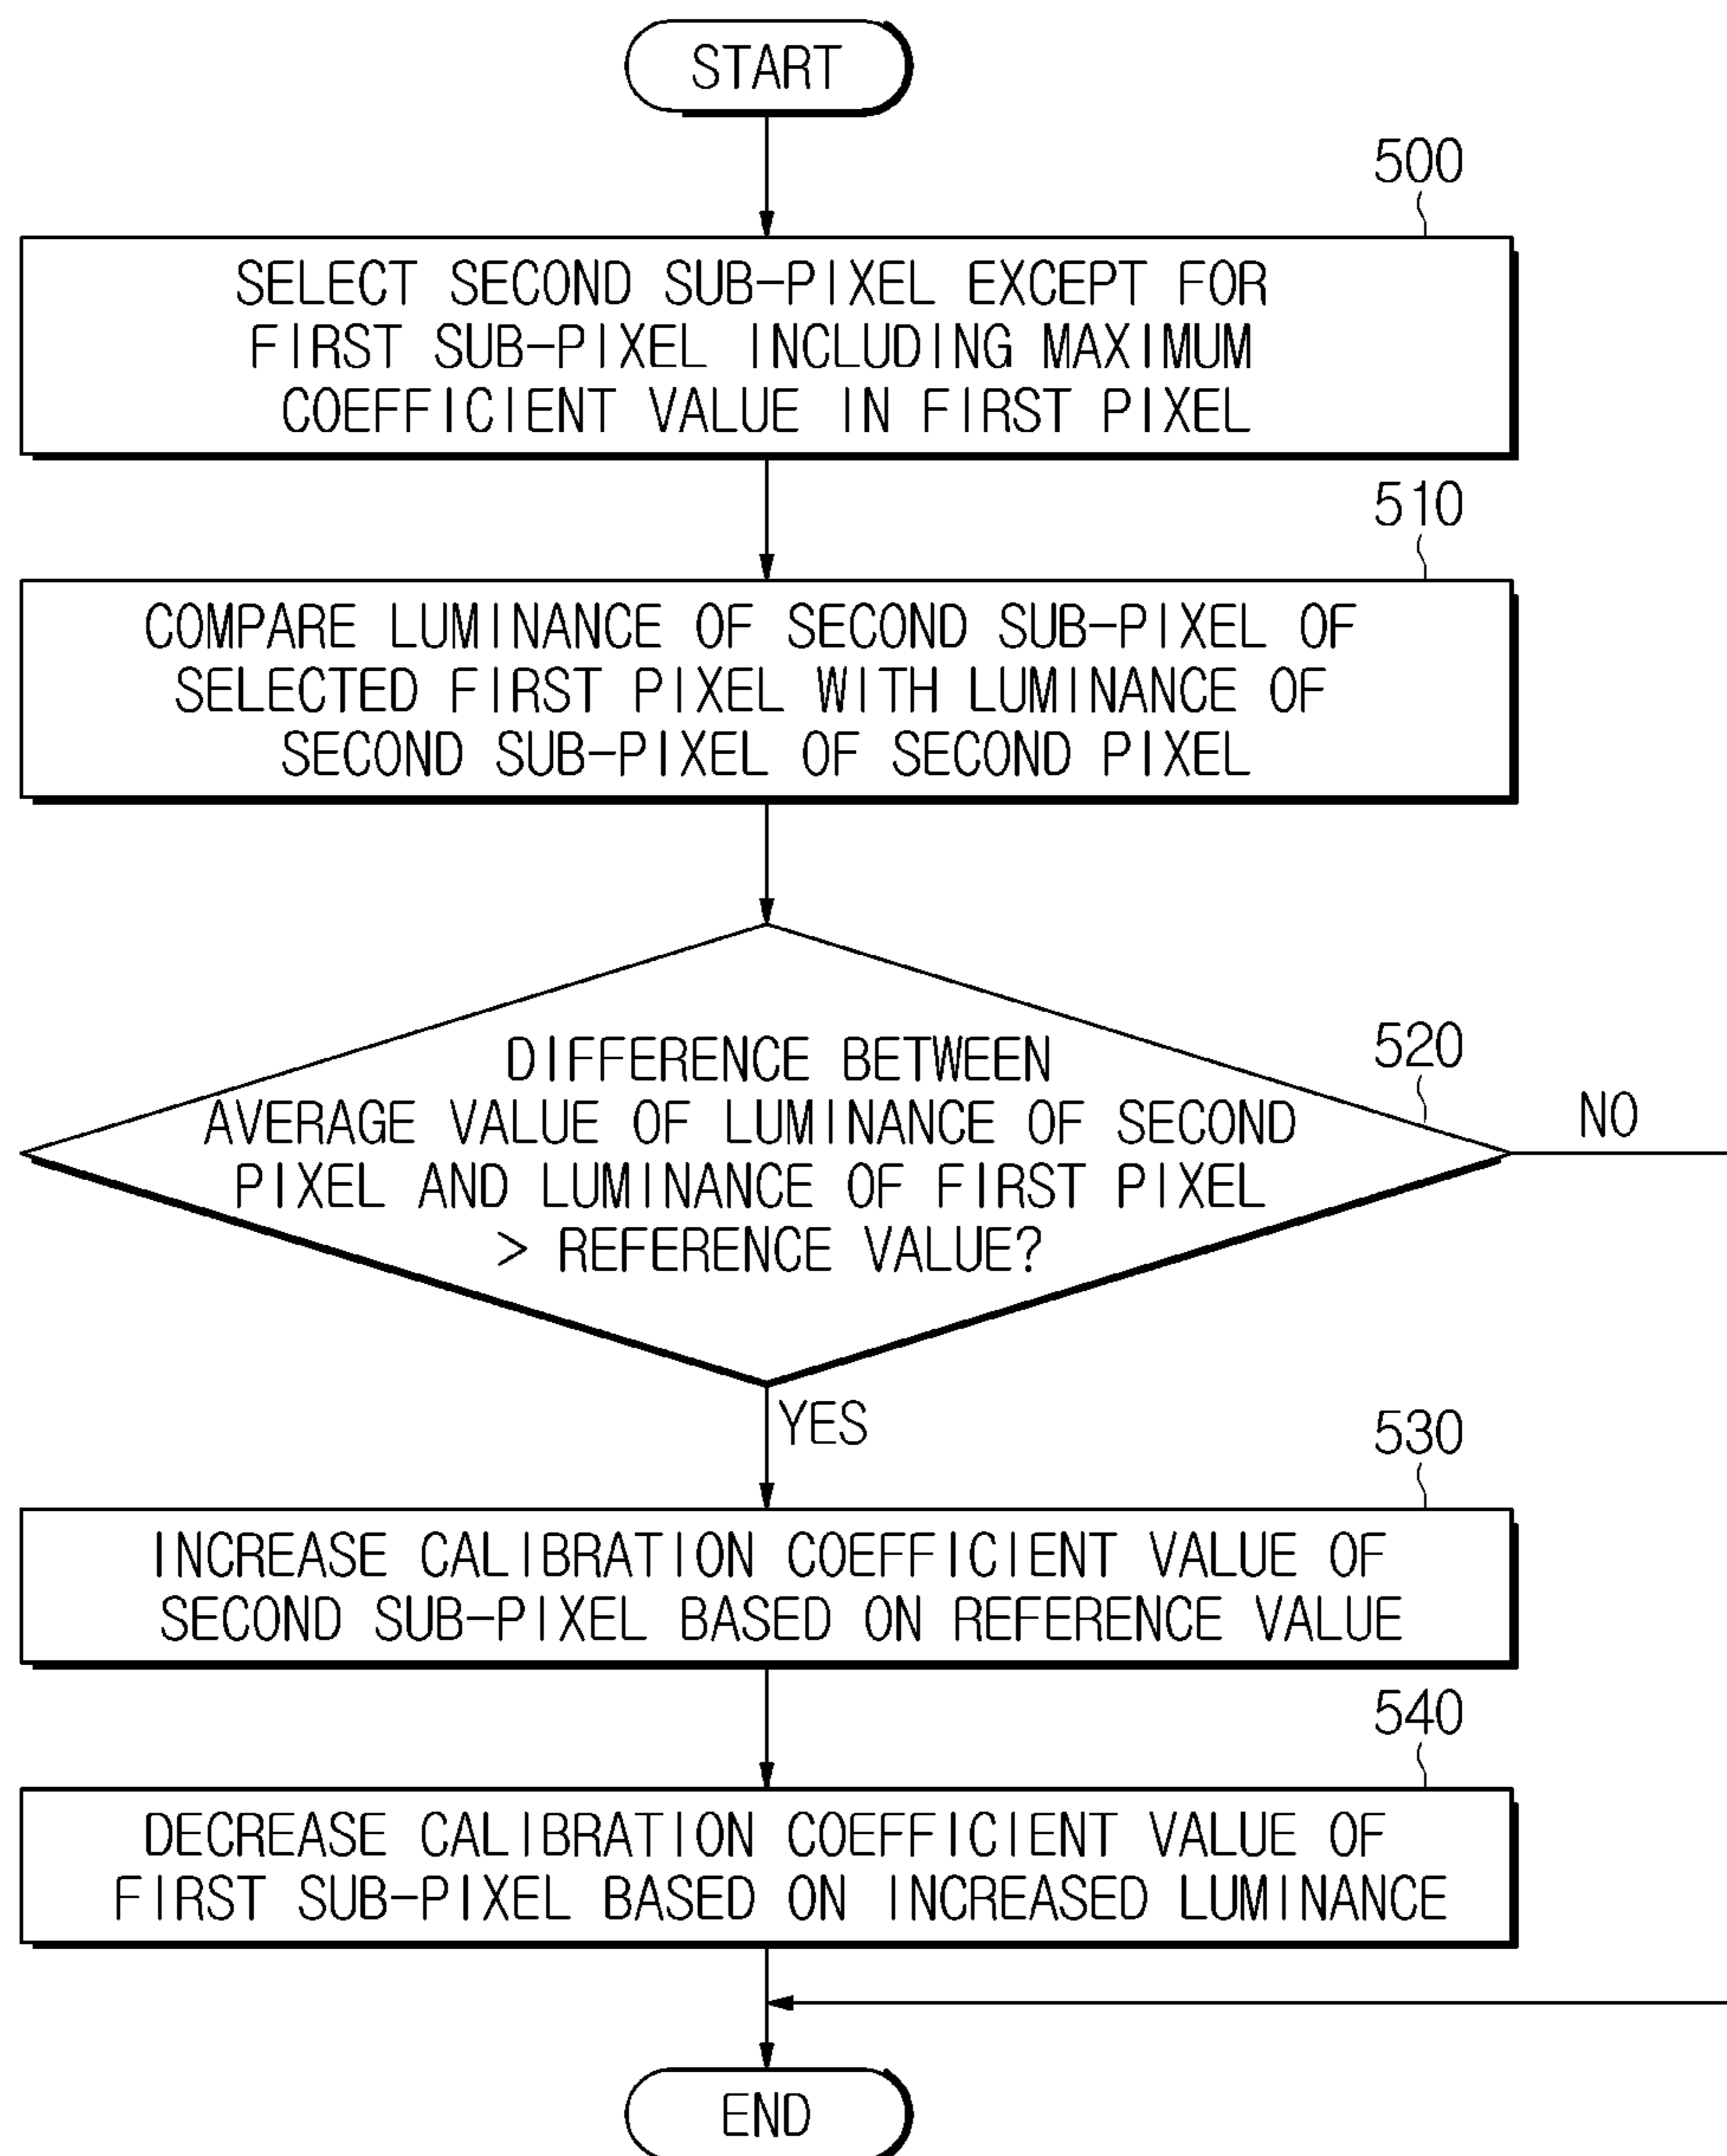 START
500
SELECT SECOND SUB-PIXEL EXCEPT FOR
FIRST SUB-PIXEL INCLUDING MAXIMUM
COEFFICIENT VALUE IN FIRST PIXEL
510
COMPARE LUMINANCE OF SECOND SUB-PIXEL OF
SELECTED FIRST PIXEL WITH LUMINANCE OF
SECOND SUB-PIXEL OF SECOND PIXEL
520
DIFFERENCE BETWEEN
AVERAGE VALUE OF LUMINANCE OF SECOND
PIXEL AND LUMINANCE OF FIRST PIXEL
> REFERENCE VALUE?
NO
YES
530
INCREASE CALIBRATION COEFFICIENT VALUE OF
SECOND SUB-PIXEL BASED ON REFERENCE VALUE
540
DECREASE CALIBRATION COEFFICIENT VALUE OF
FIRST SUB-PIXEL BASED ON INCREASED LUMINANCE
END